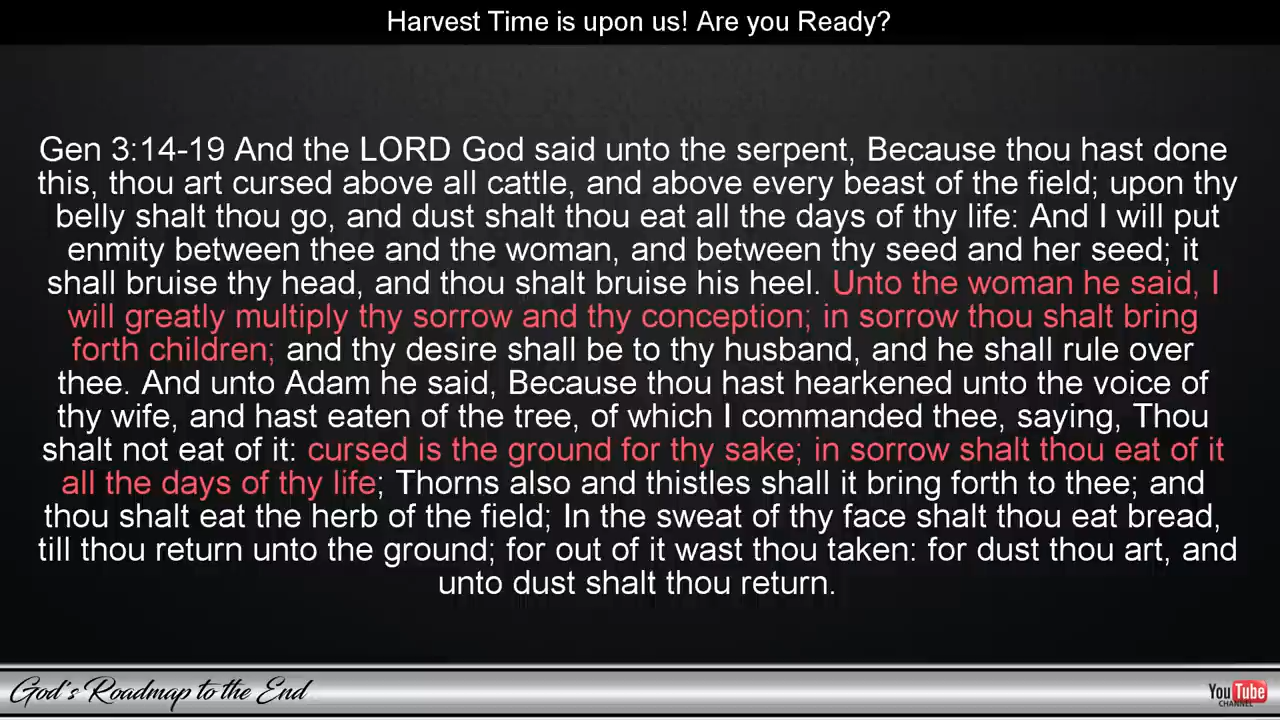 Harvest Time is upon us! Are you Ready?
Gen 3:14-19 And the LORD God said unto the serpent, Because thou hast done
this, thou art cursed above all cattle, and above every beast of the field; upon thy
belly shalt thou go, and dust shalt thou eat all the days of thy life: And I will put
enmity between thee and the woman, and between thy seed and her seed; it
shall bruise thy head, and thou shalt bruise his heel. Unto the woman he said, I
will greatly multiply thy sorrow and thy conception; in sorrow thou shalt bring
forth children; and thy desire shall be to thy husband, and he shall rule over
thee. And unto Adam he said, Because thou hast hearkened unto the voice of
thy wife, and hast eaten of the tree, of which I commanded thee, saying, Thou
shalt not eat of it: cursed is the ground for thy sake; in sorrow shalt thou eat of it
all the days of thy life; Thorns also and thistles shall it bring forth to thee; and
thou shalt eat the herb of the field; In the sweat of thy face shalt thou eat bread,
till thou return unto the ground; for out of it wast thou taken: for dust thou art, and
unto dust shalt thou return.
God's Roadmap to the End
YouTube
CHANNEL